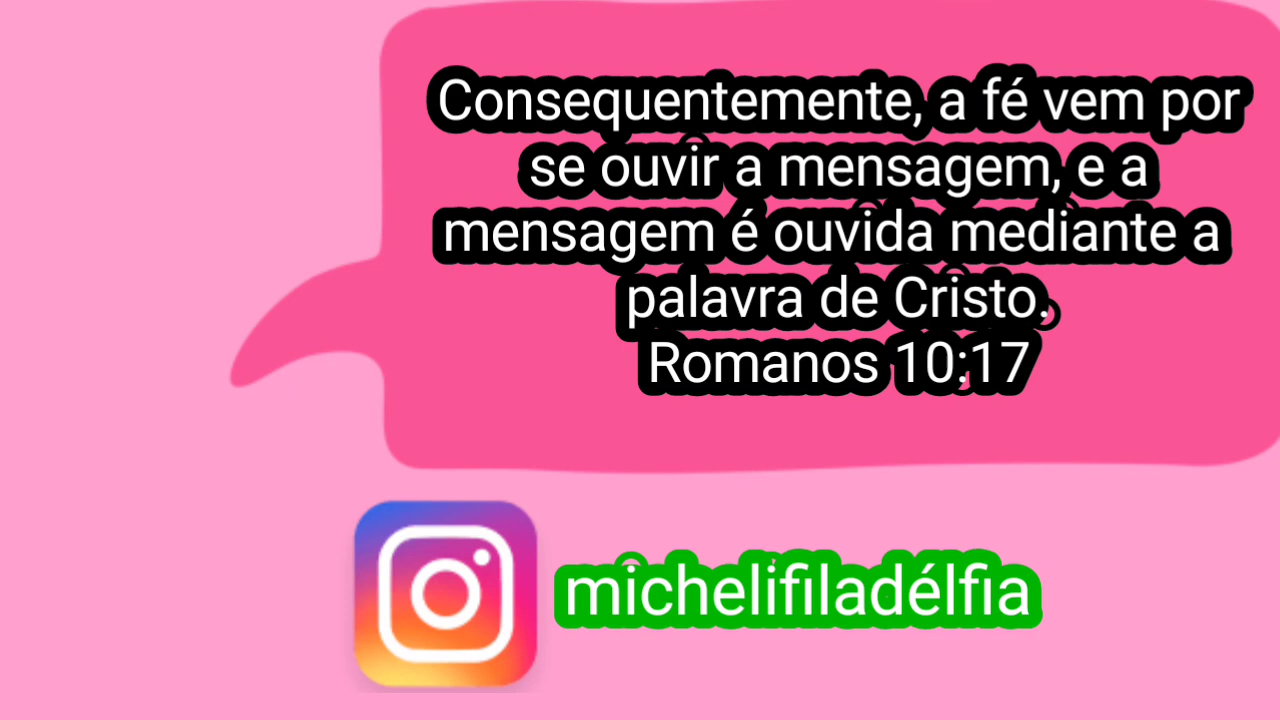 Consequentemente, a fé vem por
se ouvir a mensagem, e a
mensagem é ouvida mediante a
palavra de Cristo.
Romanos 10:17
michelifiladélfia